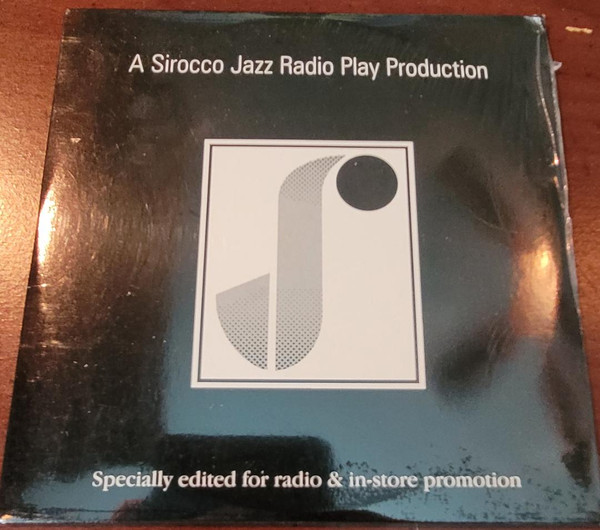 A Sirocco Jazz Radio Play Production
Specially edited for radio & in-store promotion